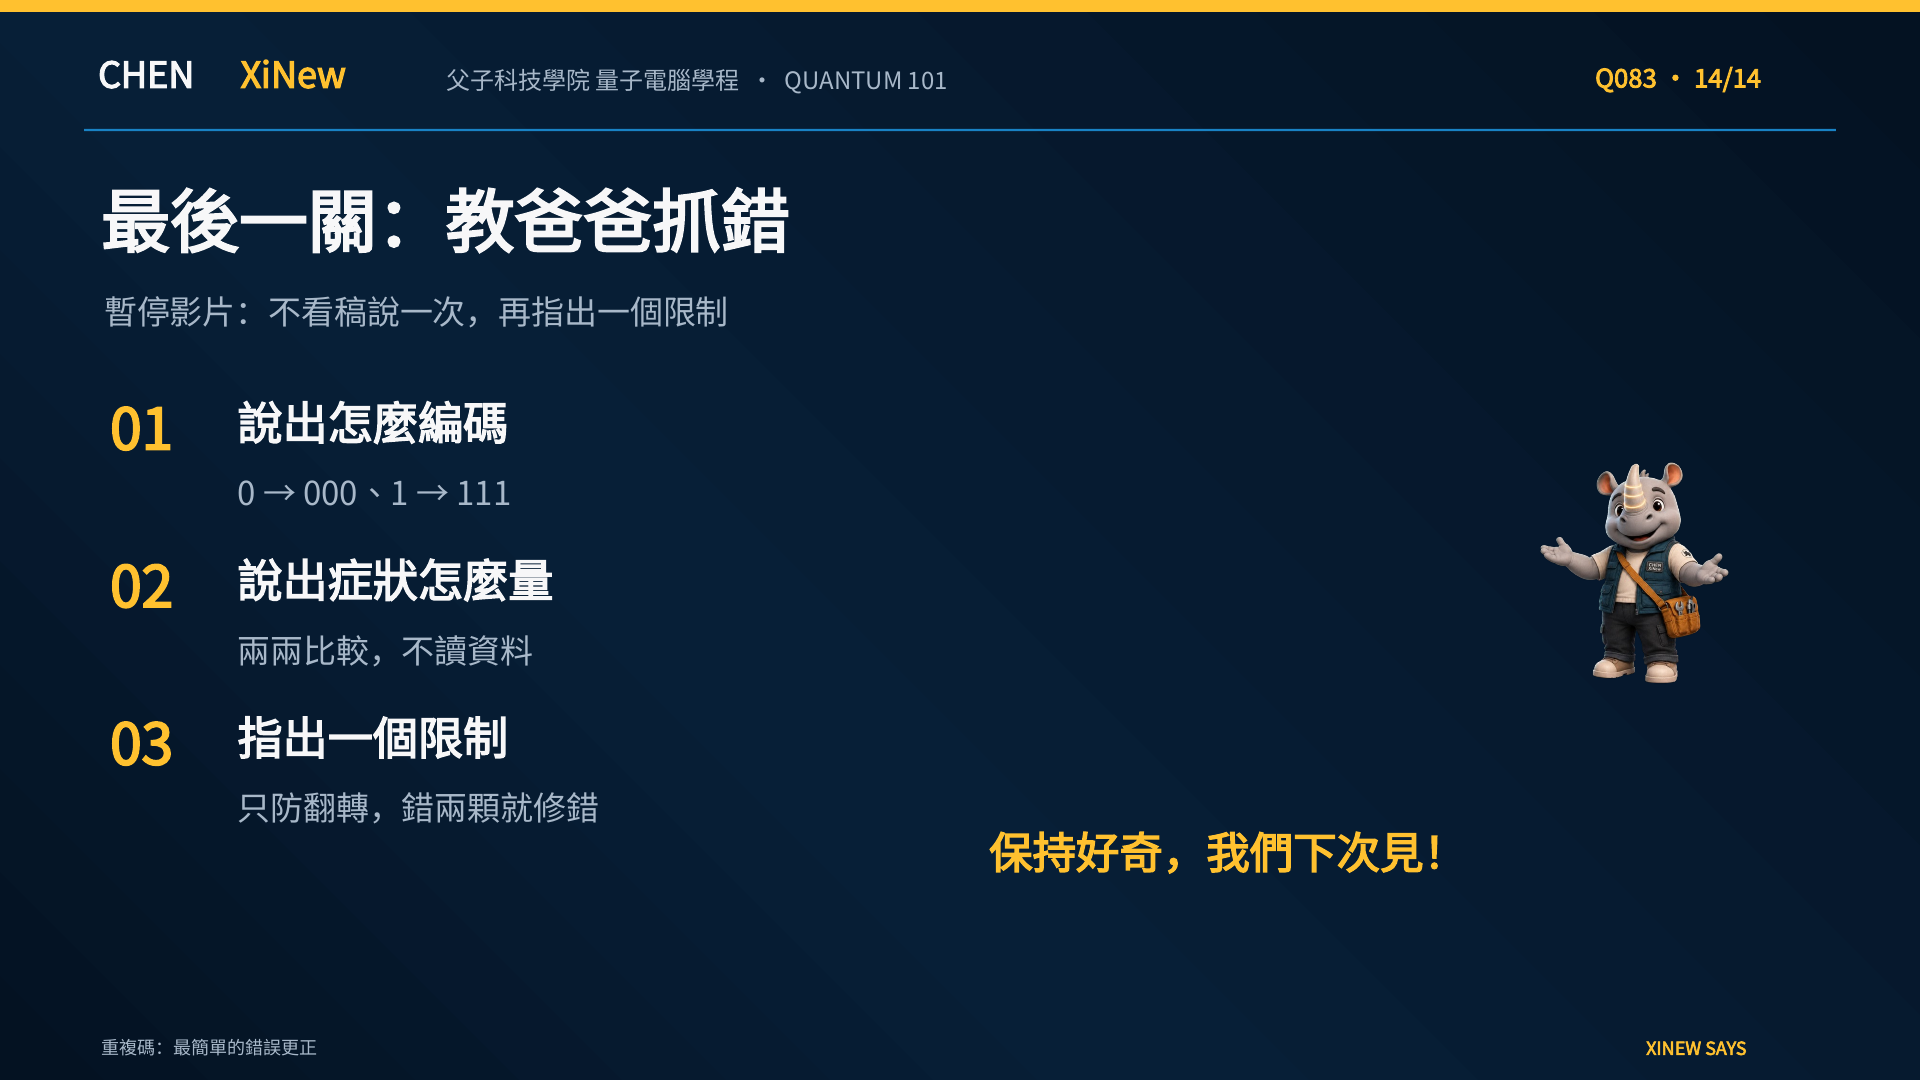 CHEN XiNew 父子科技學院 量子電腦學程 · QUANTUM 101 Q083 · 14/14
最後一關：教爸爸抓錯
暫停影片：不看稿說一次，再指出一個限制
01 說出怎麼編碼
0 → 000、1 → 111
02 說出症狀怎麼量
兩兩比較，不讀資料
03 指出一個限制
只防翻轉，錯兩顆就修錯
保持好奇，我們下次見！
重複碼：最簡單的錯誤更正
XINEW SAYS